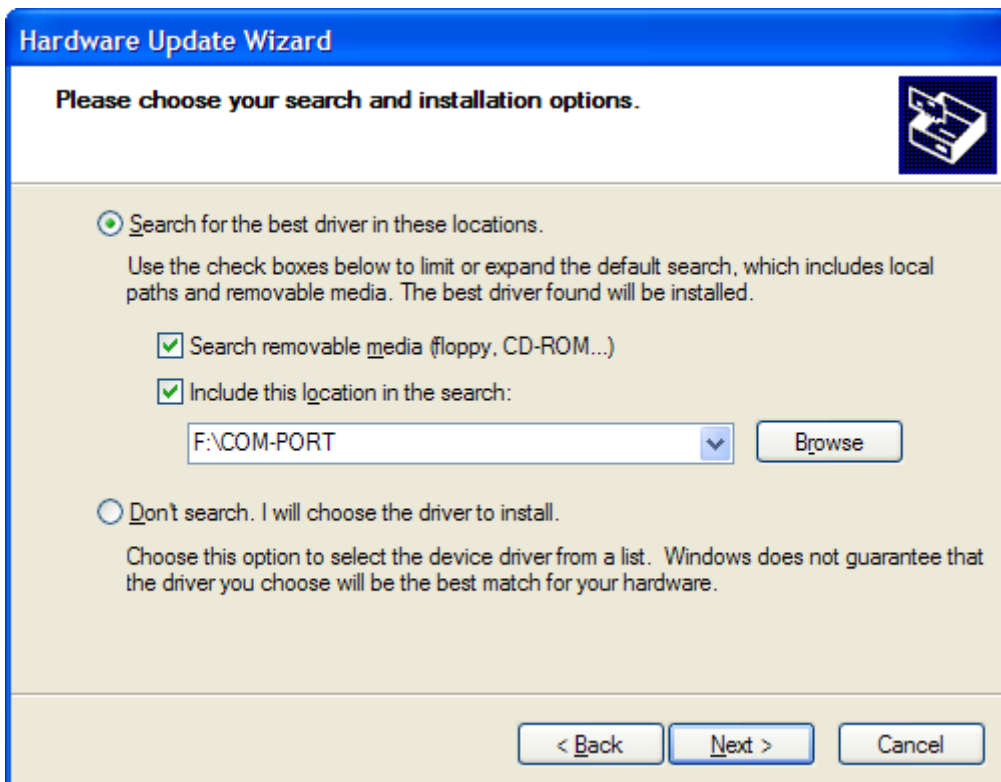 Hardware Update Wizard
Please choose your search and installation options.
Search for the best driver in these locations.
Use the check boxes below to limit or expand the default search, which includes local
paths and removable media. The best driver found will be installed.
Search removable media (floppy, CD-ROM...)
Include this location in the search:
F:\COM-PORT
Browse
Don't search. I will choose the driver to install.
Choose this option to select the device driver from a list.  Windows does not guarantee that
the driver you choose will be the best match for your hardware.
< Back
Next >
Cancel